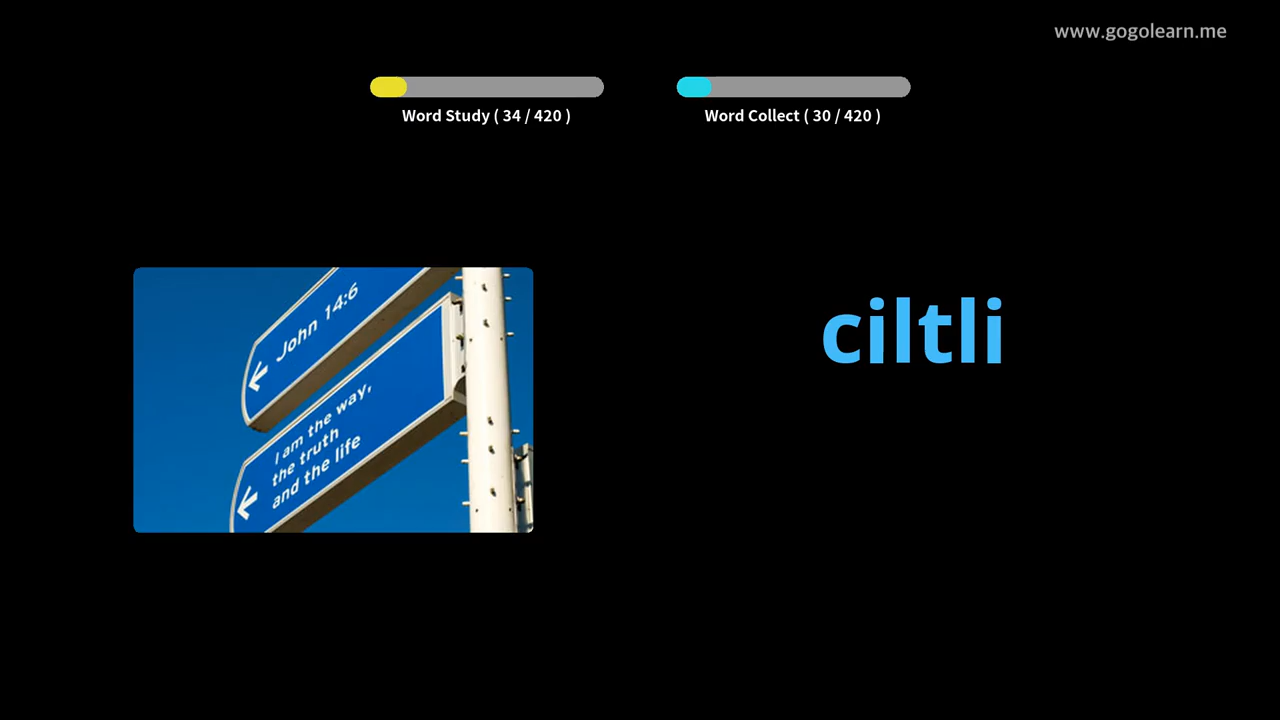 www.gogolearn.me
Word Study ( 34 / 420 )
Word Collect ( 30 / 420 )
John 14:6
I am the way,
the truth
and the life
ciltli